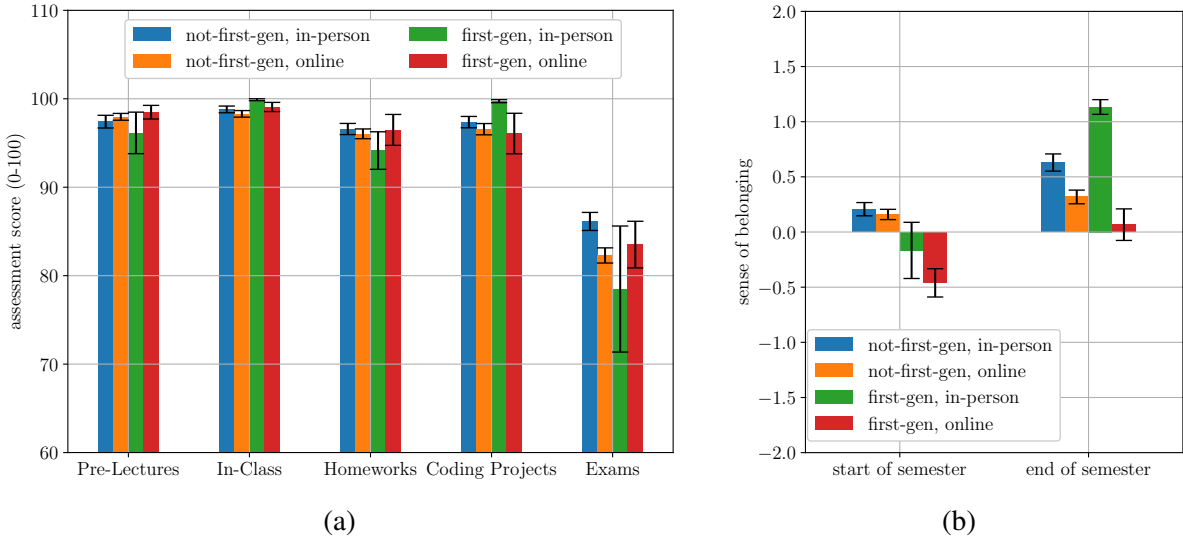 110
100
90
80
70
60
assessment score (0-100)
not-first-gen, in-person
not-first-gen, online
first-gen, in-person
first-gen, online
Pre-Lectures In-Class Homeworks Coding Projects Exams
(a)
2.0
1.5
1.0
0.5
0.0
−0.5
−1.0
−1.5
−2.0
sense of belonging
not-first-gen, in-person
not-first-gen, online
first-gen, in-person
first-gen, online
start of semester end of semester
(b)